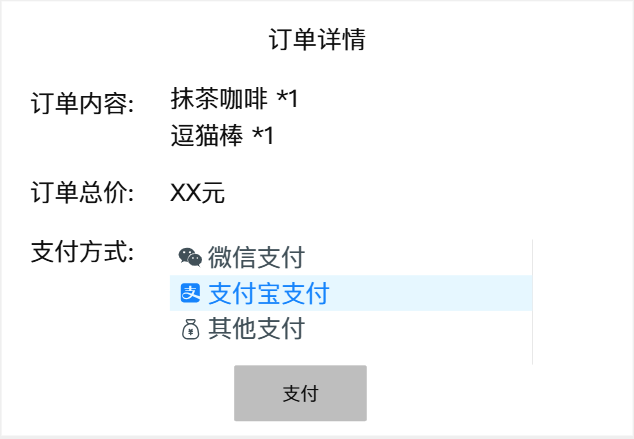 订单详情
订单内容: 抹茶咖啡 *1
逗猫棒 *1
订单总价: XX元
支付方式: 微信支付
支付宝支付
其他支付
支付